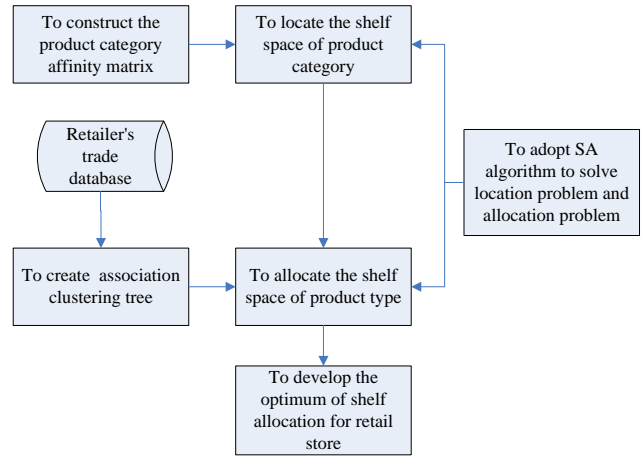 To construct the
product category
affinity matrix
To locate the shelf
space of product
category
Retailer's
trade
database
To adopt SA
algorithm to solve
location problem and
allocation problem
To create association
clustering tree
To allocate the shelf
space of product type
To develop the
optimum of shelf
allocation for retail
store